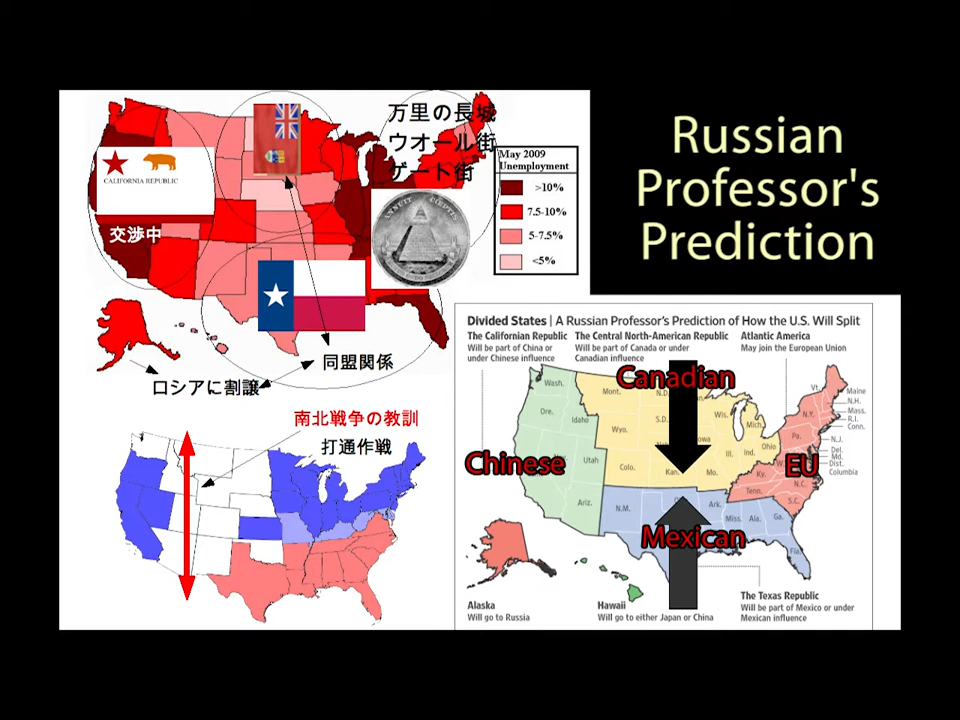 Russian
Professor's
Prediction
万里の長城
ウオール街
ゲート街
CALIFORNIA REPUBLIC
交渉中
ANNUIT CŒPTIS
May 2009
Unemployment
>10%
7.5-10%
5-7.5%
<5%
同盟関係
ロシアに割譲
南北戦争の教訓
打通作戦
Divided States | A Russian Professor's Prediction of How the U.S. Will Split
The Californian Republic
Will be part of China or
under Chinese influence
The Central North-American Republic
Will be part of Canada or under
Canadian influence
Atlantic America
May join the European Union
Canadian
Chinese
EU
Mexican
Wash.
Mont.
N.D.
Vt.
Maine
N.H.
Mass.
R.I.
Conn.
Ore.
Idaho
S.D.
Wis.
Mich.
N.Y.
Wyo.
Iowa
Ill.
Ind.
Ohio
Pa.
N.J.
Del.
Md.
Dist.
Columbia
Utah
Colo.
Kan.
Mo.
Ky.
Tenn.
N.C.
S.C.
Ariz.
N.M.
Ark.
Miss.
Ala.
Ga.
Fla.
Alaska
Will go to Russia
Hawaii
Will go to either Japan or China
The Texas Republic
Will be part of Mexico or under
Mexican influence